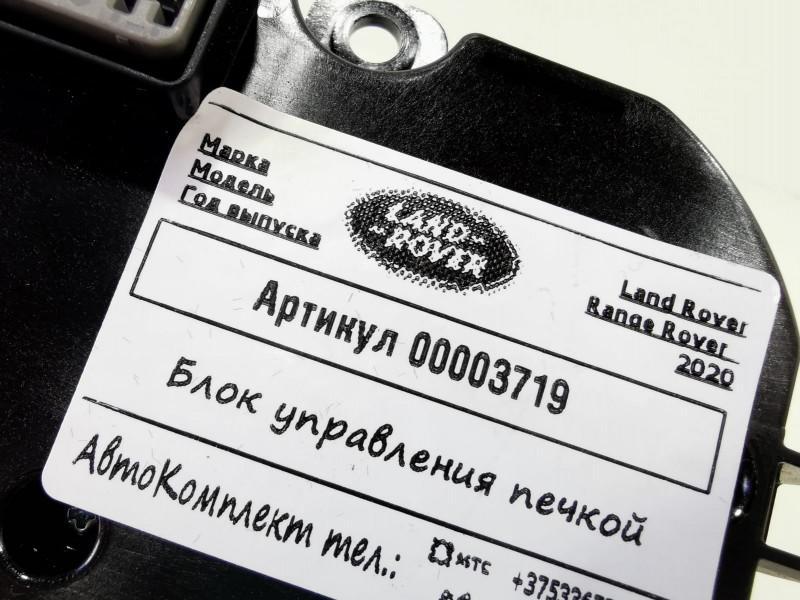 Марка
Модель
Год выпуска
LAND-
-ROVER
Land Rover
Range Rover
2020
Артикул 00003719
Блок управления печкой
АвтоКомплект тел.:
мтс